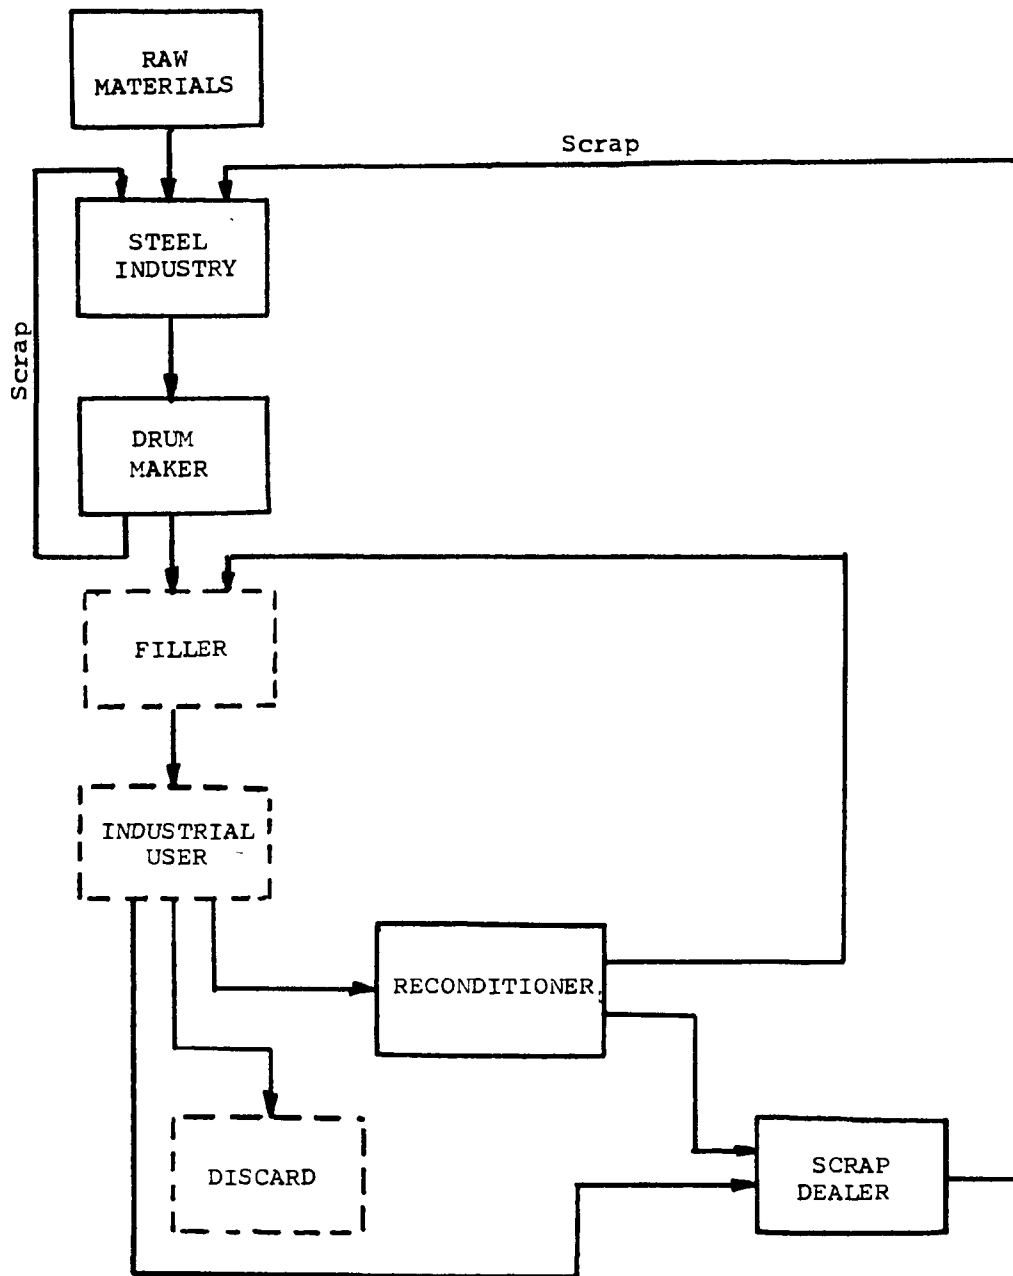 RAW
MATERIALS
Scrap
STEEL
INDUSTRY
Scrap
DRUM
MAKER
FILLER
INDUSTRIAL
USER
RECONDITIONER
DISCARD
SCRAP
DEALER